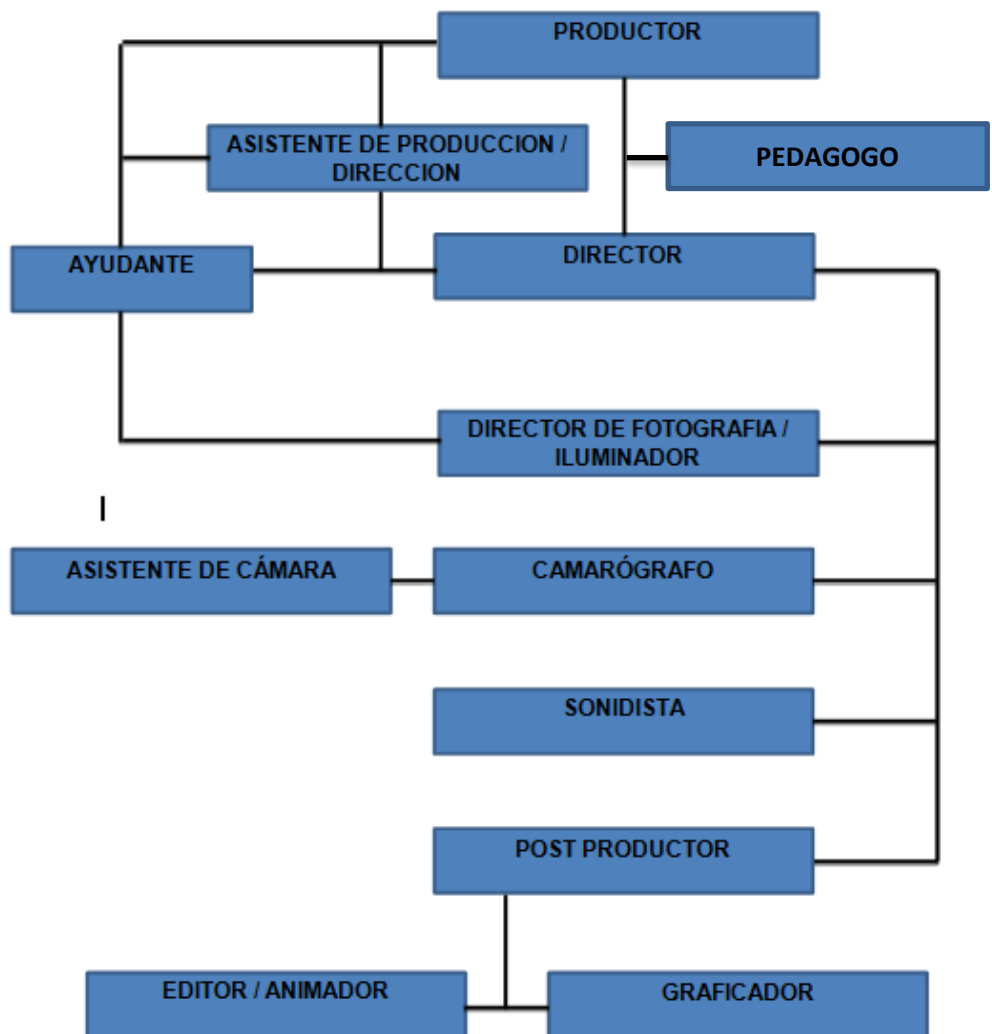 PRODUCTOR
ASISTENTE DE PRODUCCION /
DIRECCION
PEDAGOGO
AYUDANTE
DIRECTOR
DIRECTOR DE FOTOGRAFIA /
ILUMINADOR
ASISTENTE DE CÁMARA
CAMARÓGRAFO
SONIDISTA
POST PRODUCTOR
EDITOR / ANIMADOR
GRAFICADOR